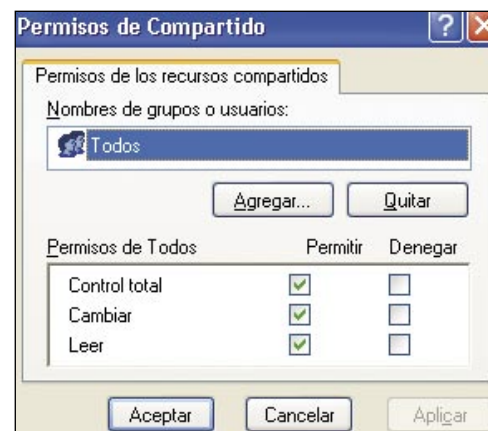 Permisos de Compartido
Permisos de los recursos compartidos
Nombres de grupos o usuarios:
Todos
Agregar... Quitar
Permisos de Todos Permitir Denegar
Control total
Cambiar
Leer
Aceptar Cancelar Aplicar